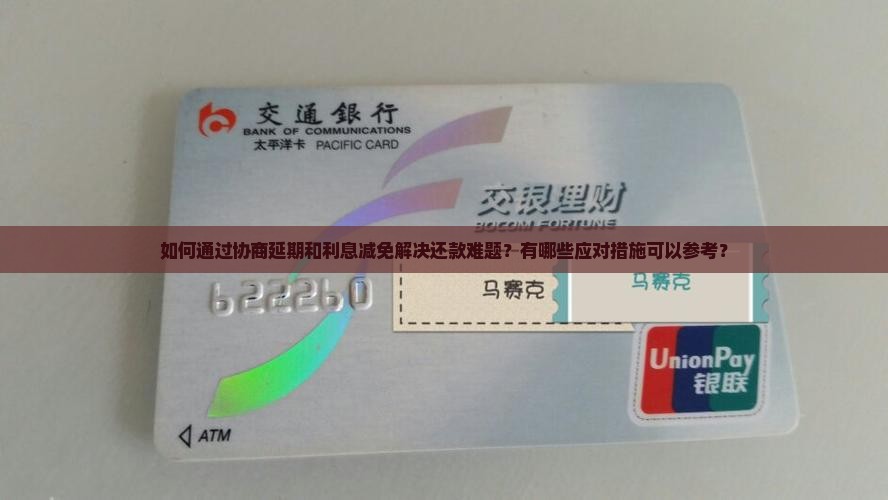 交通銀行
BANK OF COMMUNICATIONS
太平洋卡 PACIFIC CARD
交银理财
BOCOM FORTUNE
如何通过协商延期和利息减免解决还款难题？有哪些应对措施可以参考？
622260
马赛克
马赛克
UnionPay
银联
ATM